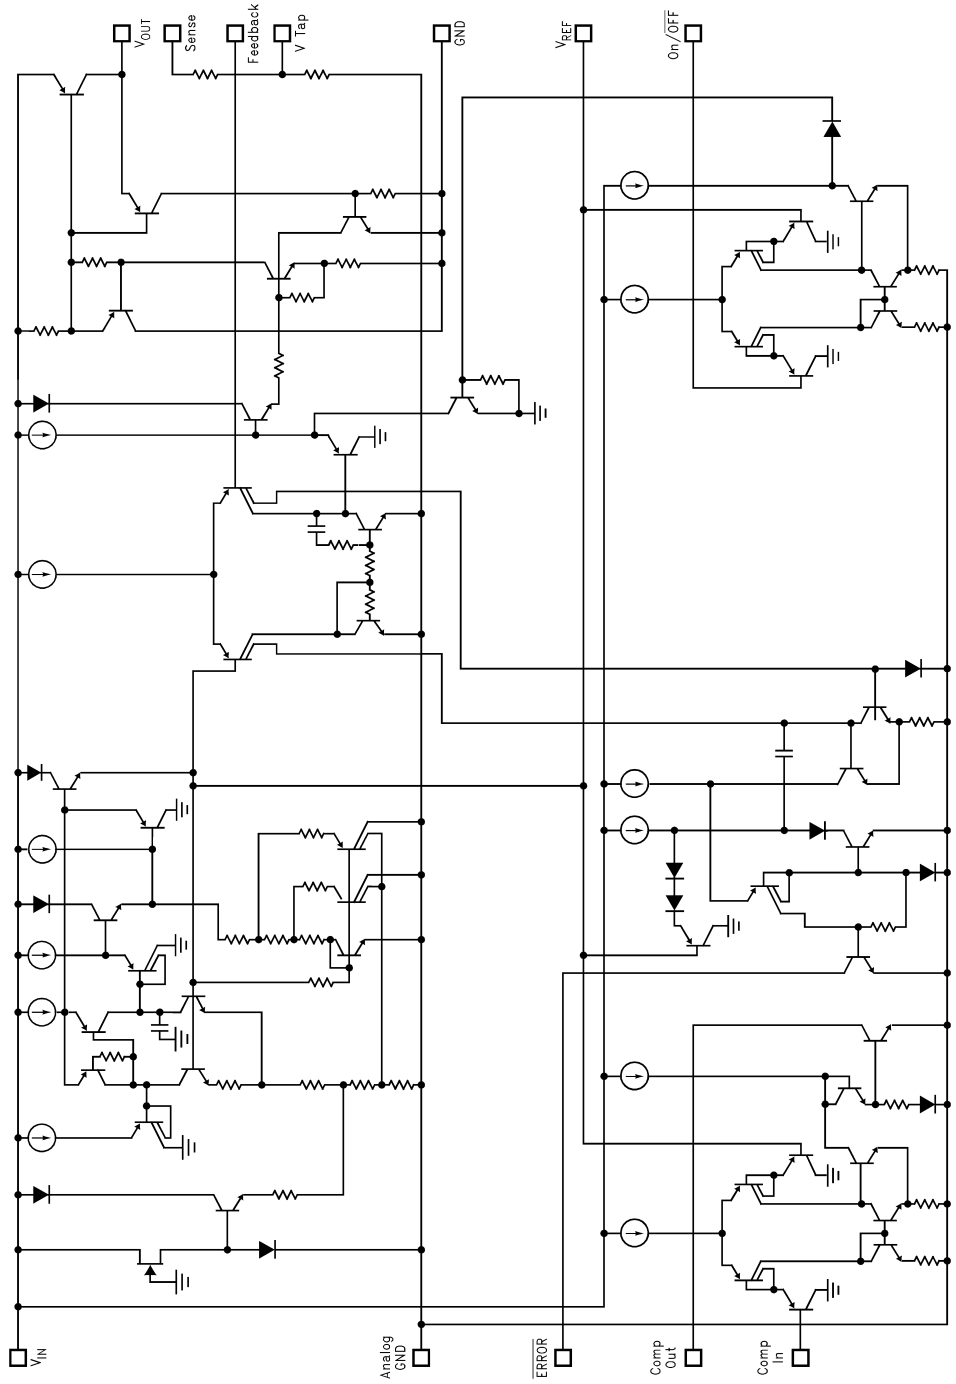 VOUT
Sense
Feedback
V Tap
GND
VREF
On/OFF
VIN
Analog
GND
ERROR
Comp
Out
Comp
In